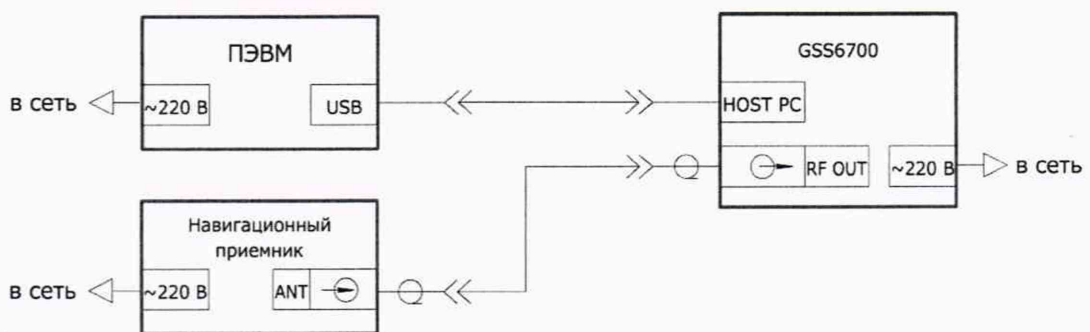 ПЭВМ
в сеть
~220 В
USB
GSS6700
HOST PC
RF OUT
~220 В
в сеть
Навигационный
приемник
в сеть
~220 В
ANT